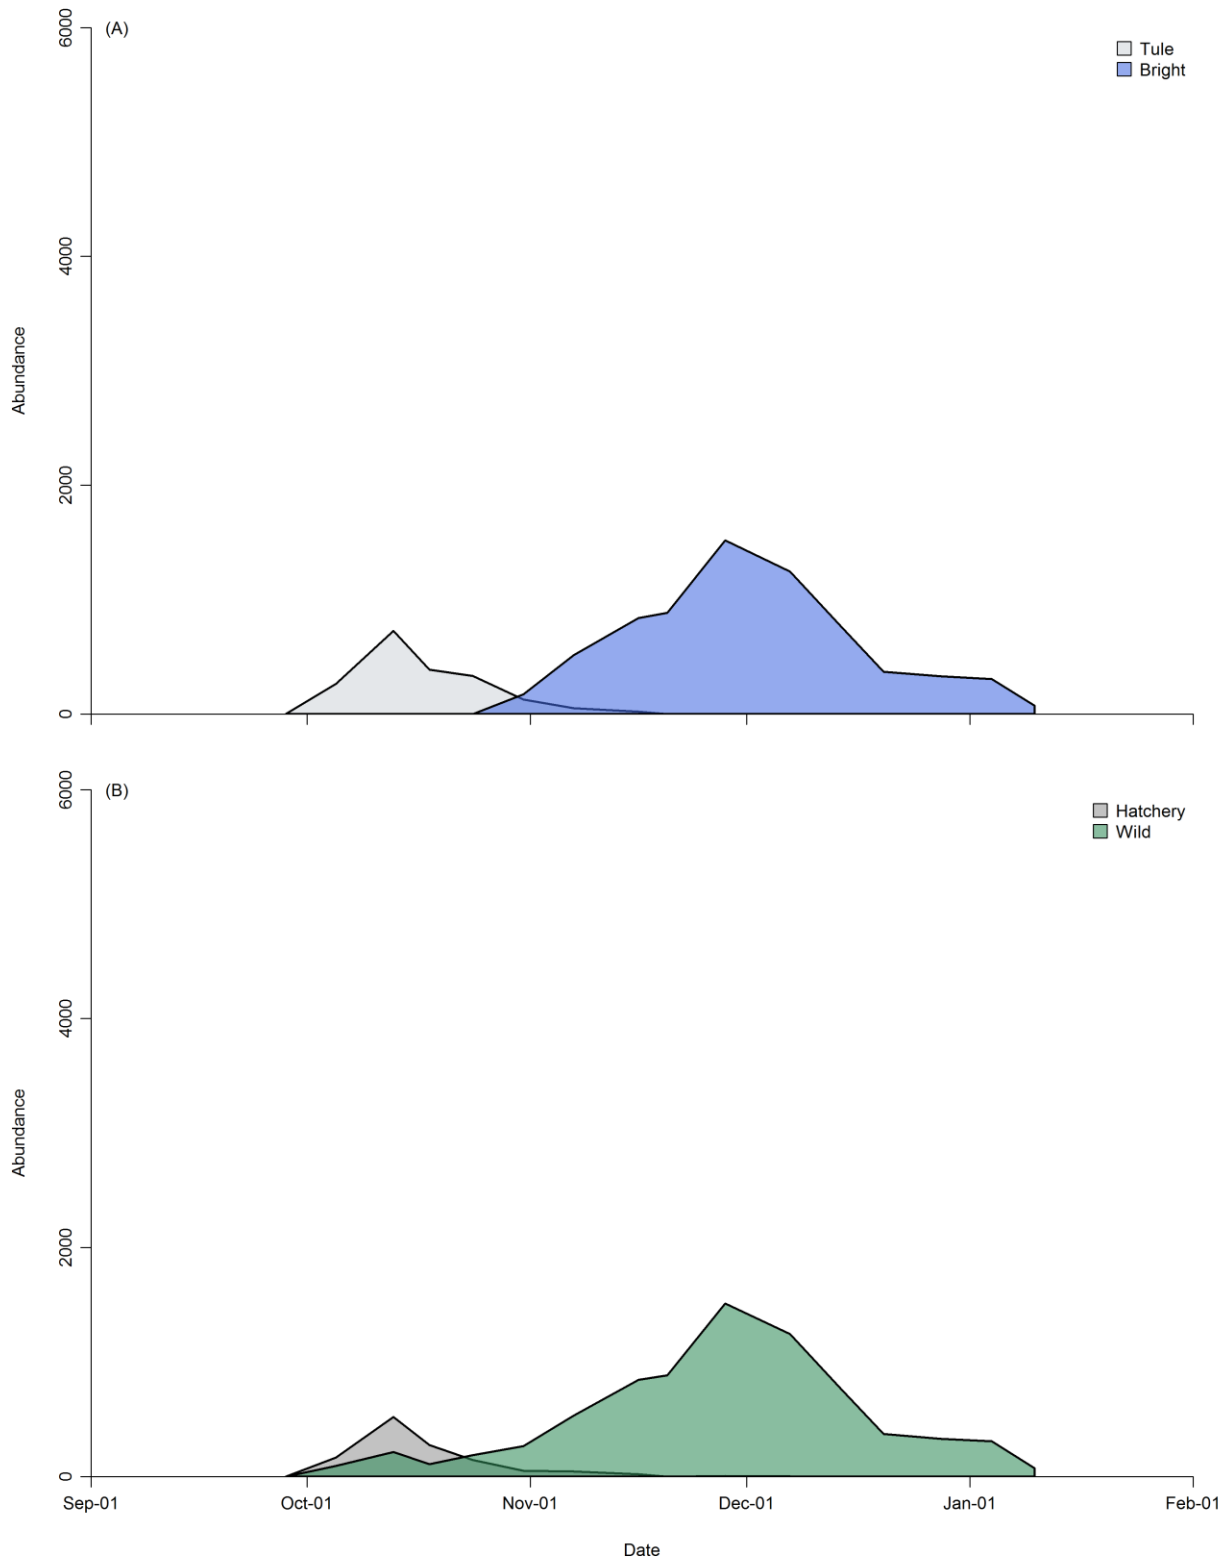 (A)
6000
4000
2000
0
Abundance
Tule
Bright
(B)
6000
4000
2000
0
Abundance
Hatchery
Wild
Sep-01 Oct-01 Nov-01 Dec-01 Jan-01 Feb-01
Date